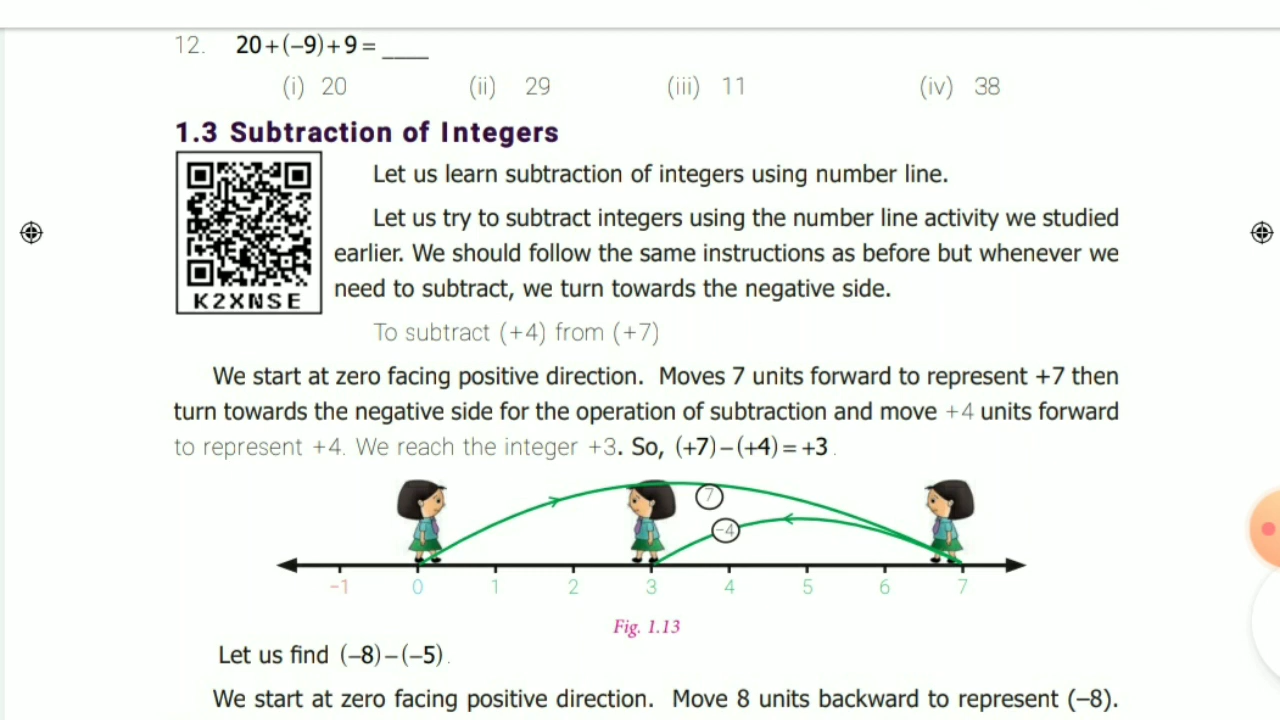 12. 20+(−9)+9= ____
(i) 20 (ii) 29 (iii) 11 (iv) 38
1.3 Subtraction of Integers
Let us learn subtraction of integers using number line.
Let us try to subtract integers using the number line activity we studied
earlier. We should follow the same instructions as before but whenever we
need to subtract, we turn towards the negative side.
K2XNSE
To subtract (+4) from (+7)
We start at zero facing positive direction. Moves 7 units forward to represent +7 then
turn towards the negative side for the operation of subtraction and move +4 units forward
to represent +4. We reach the integer +3. So, (+7)−(+4)=+3.
7
−4
−1 0 1 2 3 4 5 6 7
Fig. 1.13
Let us find (−8)−(−5).
We start at zero facing positive direction. Move 8 units backward to represent (−8).